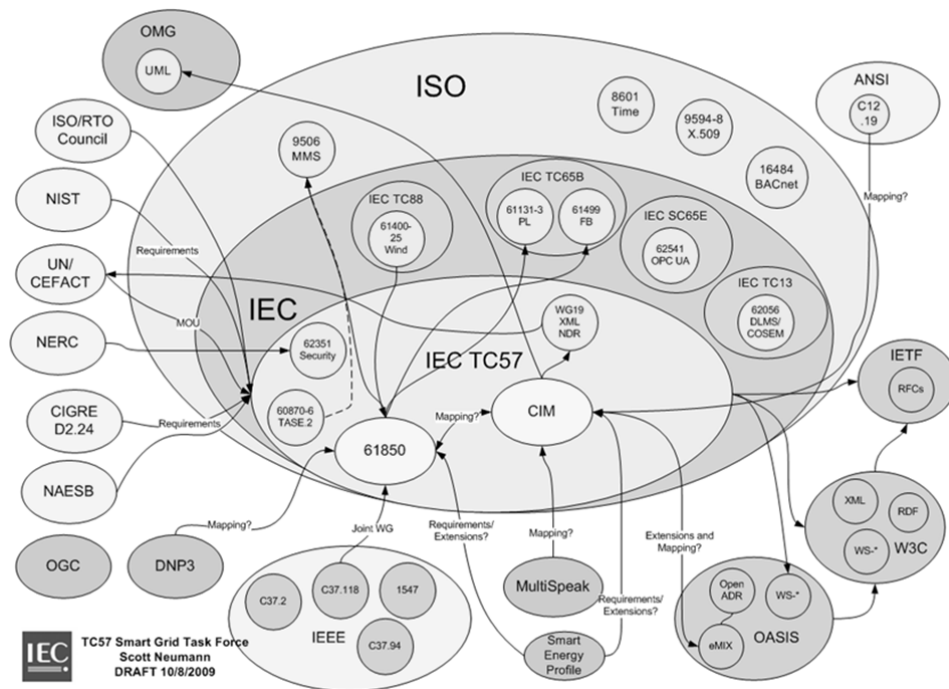 OMG
UML
ISO
8601
Time
9594-8
X.509
ANSI
C12
.19
ISO/RTO
Council
9506
MMS
16484
BACnet
Mapping?
NIST
IEC TC88
61400-
25
Wind
IEC TC65B
61131-3
PL
61499
FB
IEC SC65E
62541
OPC UA
Requirements
UN/
CEFACT
IEC
IEC TC13
62056
DLMS/
COSEM
MOU
WG19
XML
NDR
NERC
62351
Security
IEC TC57
IETF
RFCs
CIGRE
D2.24
Requirements
60870-6
TASE.2
Mapping?
CIM
61850
NAESB
XML
RDF
WS-*
W3C
Mapping?
Joint WG
Requirements/
Extensions?
Mapping?
Extensions and
Mapping?
OGC
DNP3
MultiSpeak
Requirements/
Extensions?
Open
ADR
WS-*
OASIS
eMIX
C37.2
C37.118
1547
IEEE
C37.94
Smart
Energy
Profile
IEC
TC57 Smart Grid Task Force
Scott Neumann
DRAFT 10/8/2009